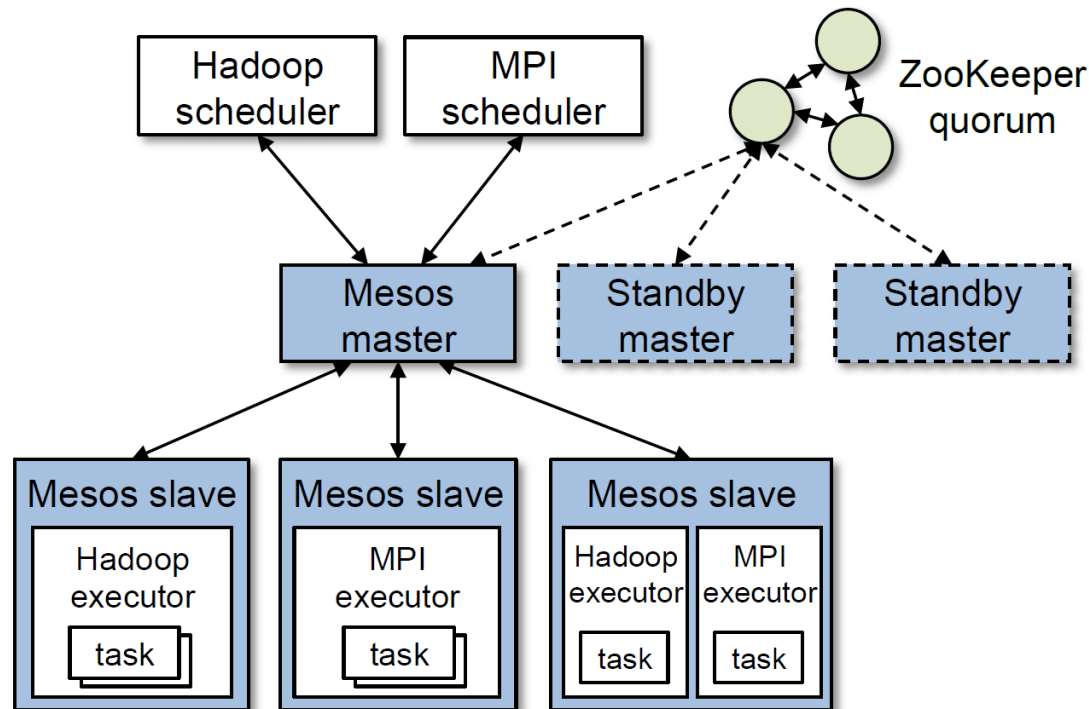 Hadoop
scheduler
MPI
scheduler
ZooKeeper
quorum
Mesos
master
Standby
master
Standby
master
Mesos slave
Hadoop
executor
task
Mesos slave
MPI
executor
task
Mesos slave
Hadoop
executor
task
MPI
executor
task